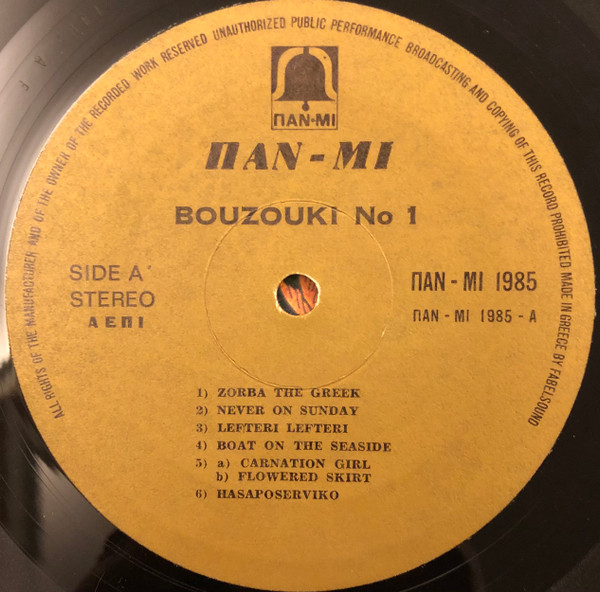 ALL RIGHTS OF THE MANUFACTURER AND OF THE OWNER OF THE RECORDED WORK RESERVED UNAUTHORIZED PUBLIC PERFORMANCE BROADCASTING AND COPYING OF THIS RECORD PROHIBITED MADE IN GREECE BY FABELSOUND
ΠΑΝ-ΜΙ
ΠΑΝ - ΜΙ
BOUZOUKI No 1
SIDE A΄
STEREO
ΑΕΠΙ
ΠΑΝ - ΜΙ 1985
ΠΑΝ - ΜΙ 1985 - A
1) ZORBA THE GREEK
2) NEVER ON SUNDAY
3) LEFTERI LEFTERI
4) BOAT ON THE SEASIDE
5) a) CARNATION GIRL
b) FLOWERED SKIRT
6) HASAPOSERVIKO